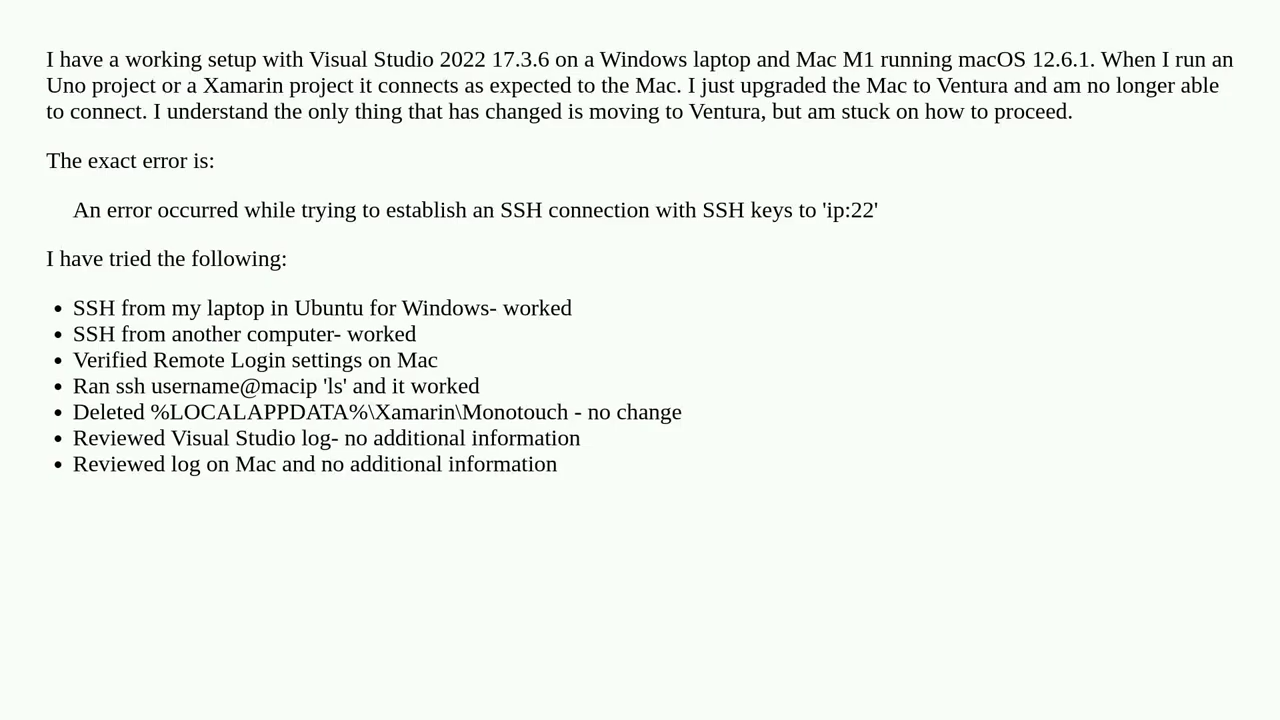 I have a working setup with Visual Studio 2022 17.3.6 on a Windows laptop and Mac M1 running macOS 12.6.1. When I run an
Uno project or a Xamarin project it connects as expected to the Mac. I just upgraded the Mac to Ventura and am no longer able
to connect. I understand the only thing that has changed is moving to Ventura, but am stuck on how to proceed.
The exact error is:
An error occurred while trying to establish an SSH connection with SSH keys to 'ip:22'
I have tried the following:
• SSH from my laptop in Ubuntu for Windows- worked
• SSH from another computer- worked
• Verified Remote Login settings on Mac
• Ran ssh username@macip 'ls' and it worked
• Deleted %LOCALAPPDATA%\Xamarin\Monotouch - no change
• Reviewed Visual Studio log- no additional information
• Reviewed log on Mac and no additional information